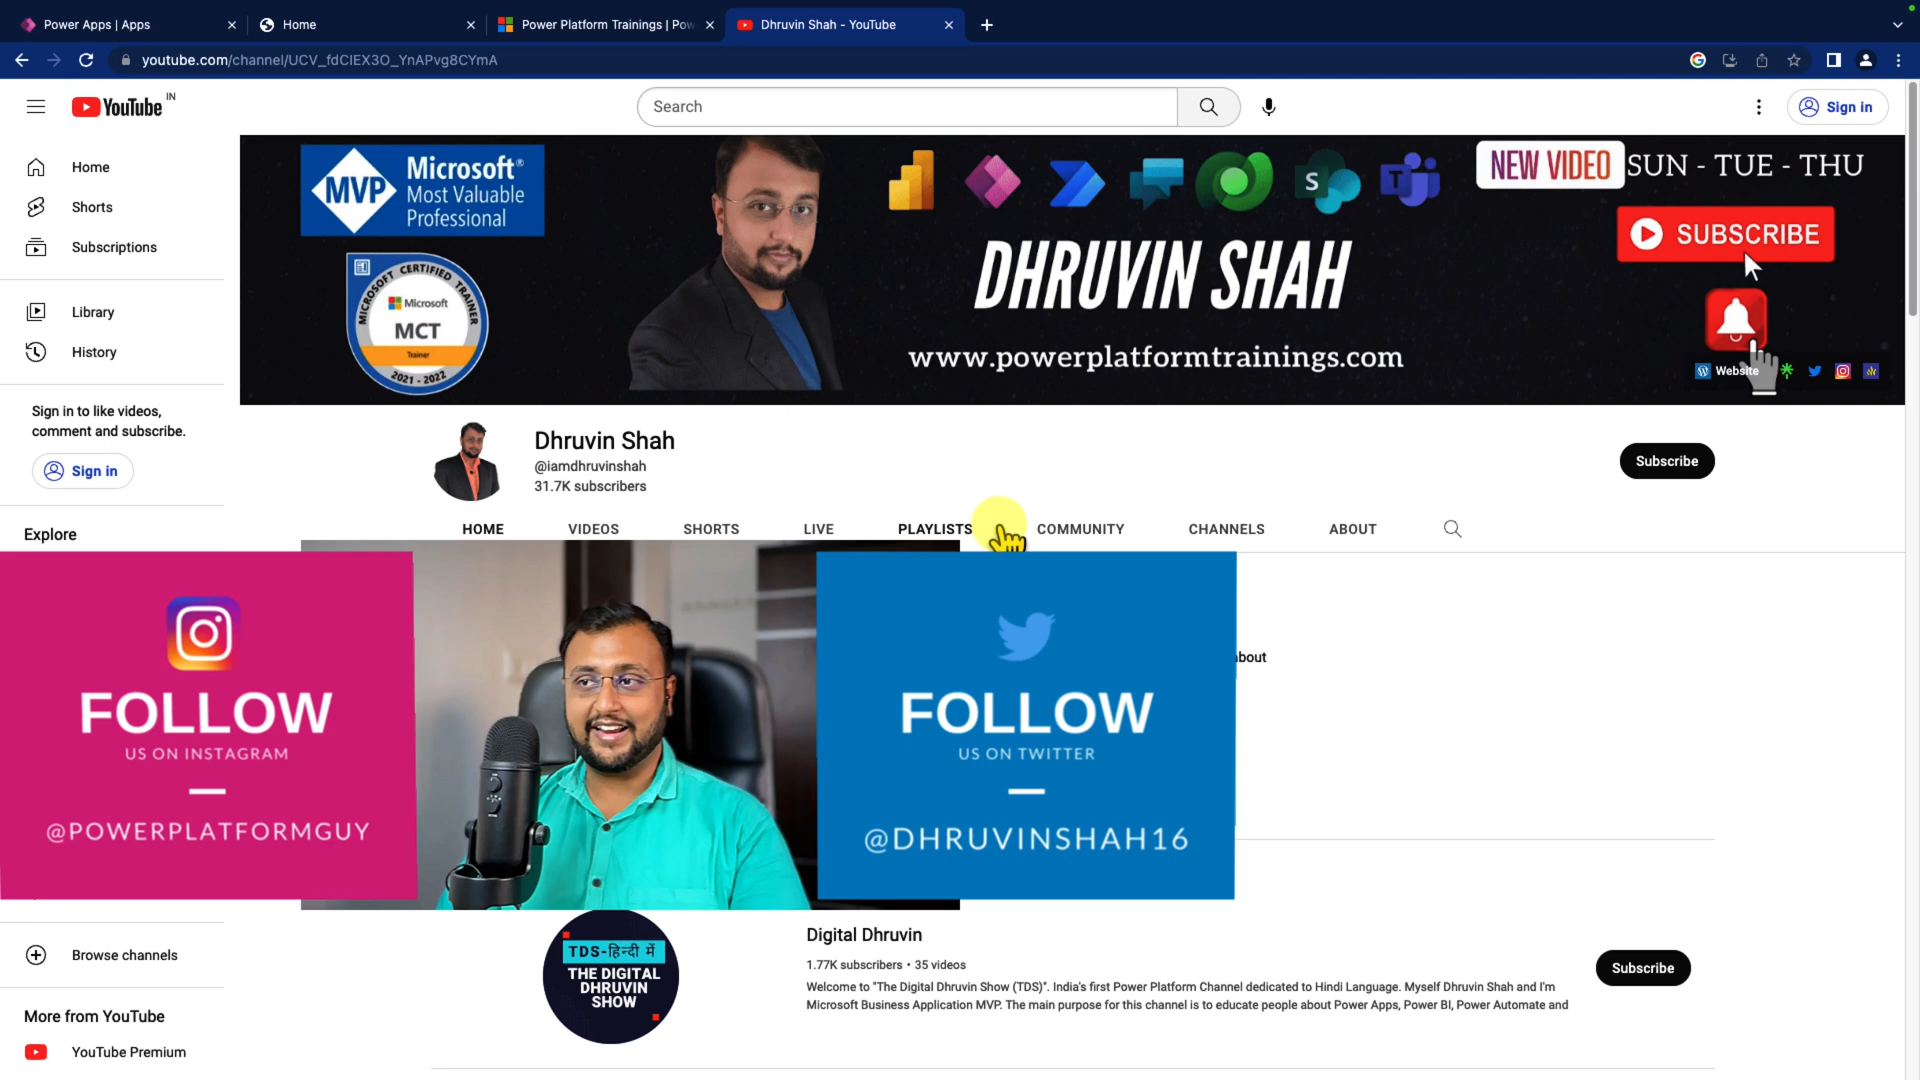 Power Apps | Apps
Home
Power Platform Trainings | Pow
Dhruvin Shah - YouTube
youtube.com/channel/UCV_fdCIEX3O_YnAPvg8CYmA
YouTube IN
Search
Sign in
Home
Shorts
Subscriptions
Library
History
Sign in to like videos,
comment and subscribe.
Sign in
Explore
Browse channels
More from YouTube
YouTube Premium
MVP
Microsoft®
Most Valuable
Professional
MICROSOFT CERTIFIED TRAINER
Microsoft
MCT
Trainer
2021 - 2022
DHRUVIN SHAH
www.powerplatformtrainings.com
NEW VIDEO SUN - TUE - THU
SUBSCRIBE
Website
Dhruvin Shah
@iamdhruvinshah
31.7K subscribers
Subscribe
HOME
VIDEOS
SHORTS
LIVE
PLAYLISTS
COMMUNITY
CHANNELS
ABOUT
FOLLOW
US ON INSTAGRAM
@POWERPLATFORMGUY
FOLLOW
US ON TWITTER
@DHRUVINSHAH16
TDS-हिन्दी में
THE DIGITAL
DHRUVIN
SHOW
Digital Dhruvin
1.77K subscribers • 35 videos
Welcome to "The Digital Dhruvin Show (TDS)". India's first Power Platform Channel dedicated to Hindi Language. Myself Dhruvin Shah and I'm
Microsoft Business Application MVP. The main purpose for this channel is to educate people about Power Apps, Power BI, Power Automate and
Subscribe